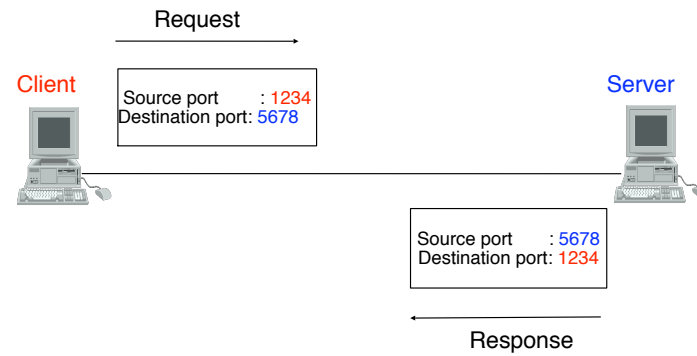 Request
Client
Server
Source port : 1234
Destination port: 5678
Source port : 5678
Destination port: 1234
Response